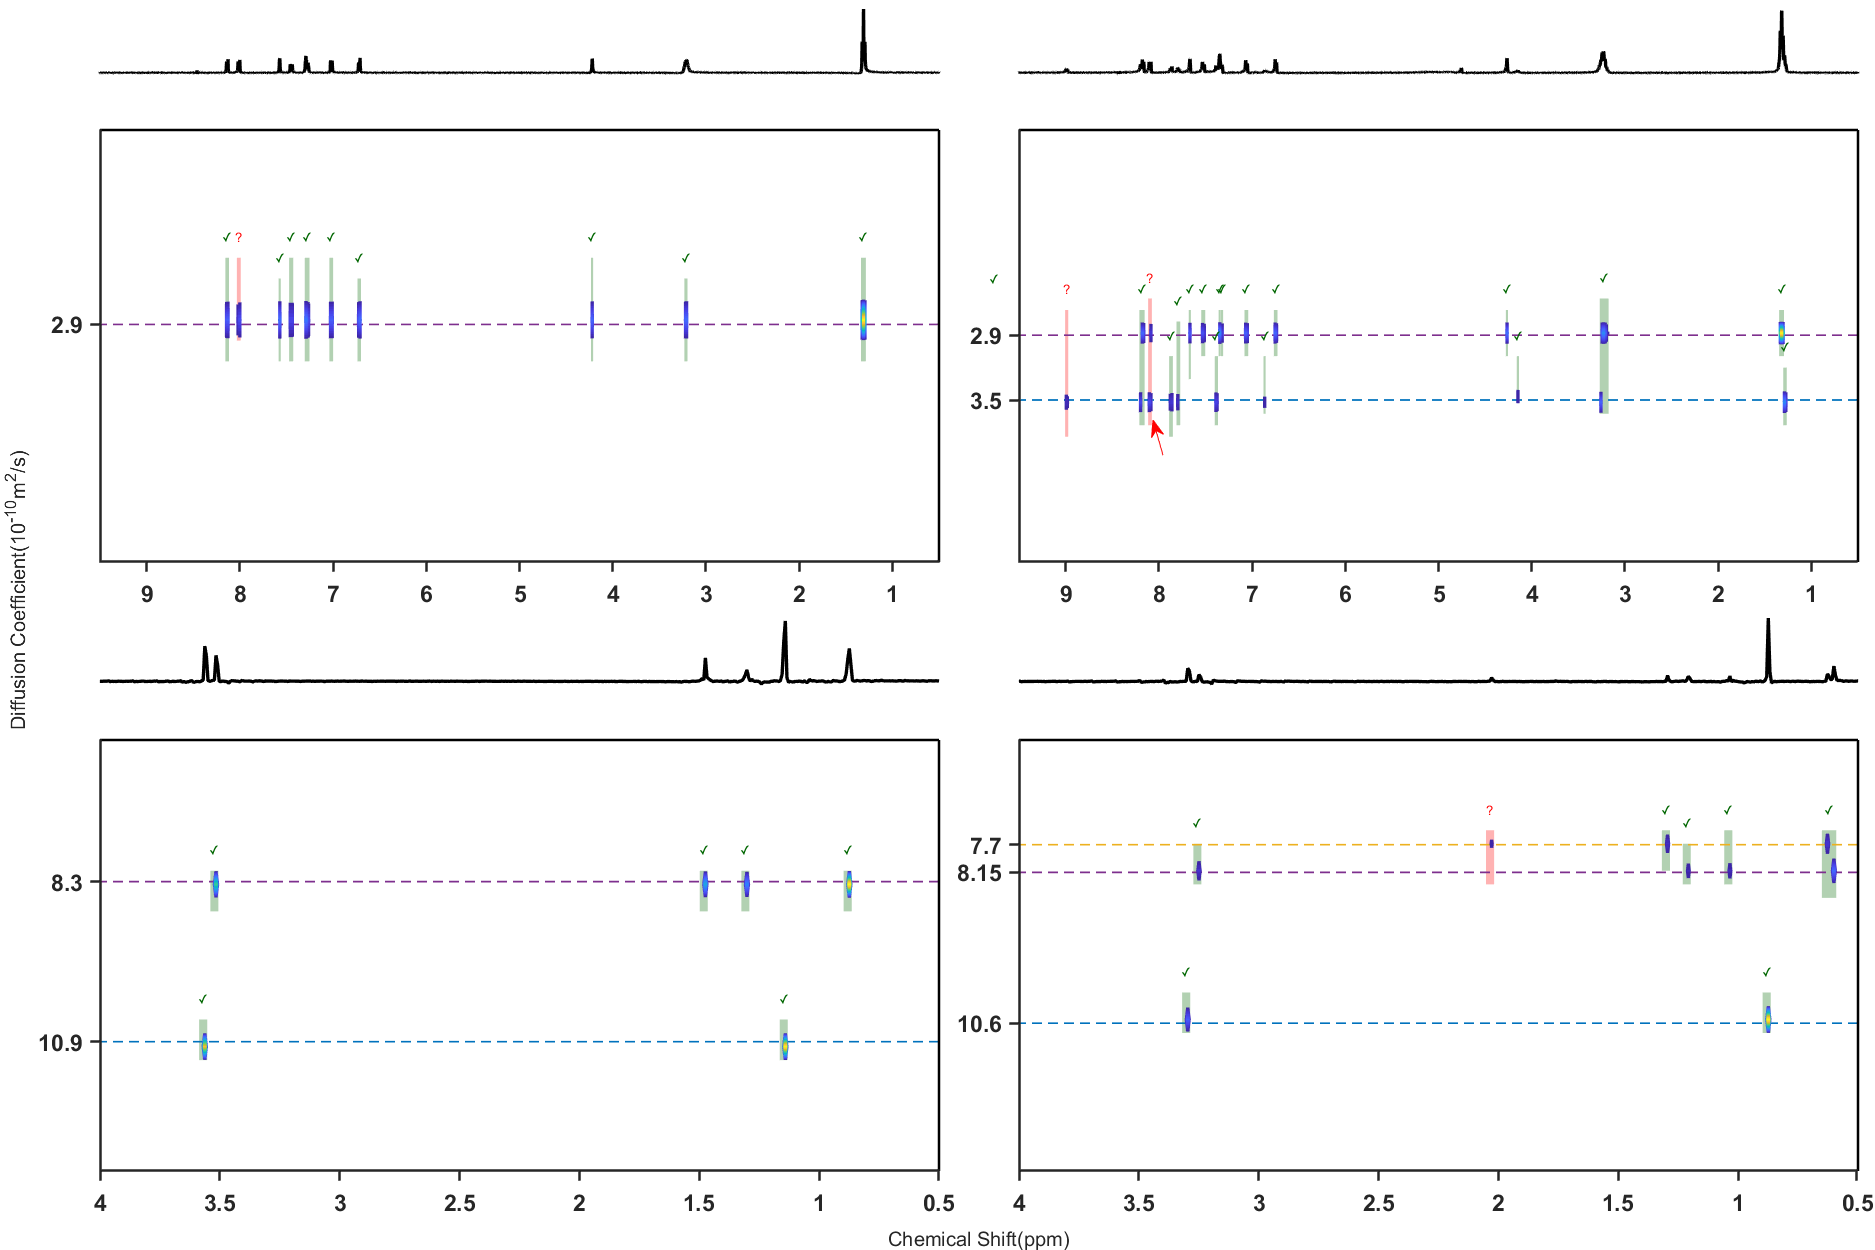 ✓ ? ✓ ✓ ✓ ✓ ✓
✓ ✓ ✓
2.9
9 8 7 6 5 4 3 2 1
? ✓ ? ✓ ✓ ✓ ✓ ✓ ✓ ✓ ✓
✓ ✓ ✓ ✓ ✓ ✓ ✓
2.9
3.5
9 8 7 6 5 4 3 2 1
Diffusion Coefficient(10⁻¹⁰m²/s)
✓ ✓ ✓ ✓
8.3
✓ ✓
10.9
4 3.5 3 2.5 2 1.5 1 0.5
? ✓ ✓ ✓
✓ ✓
7.7
8.15
✓ ✓
10.6
4 3.5 3 2.5 2 1.5 1 0.5
Chemical Shift(ppm)